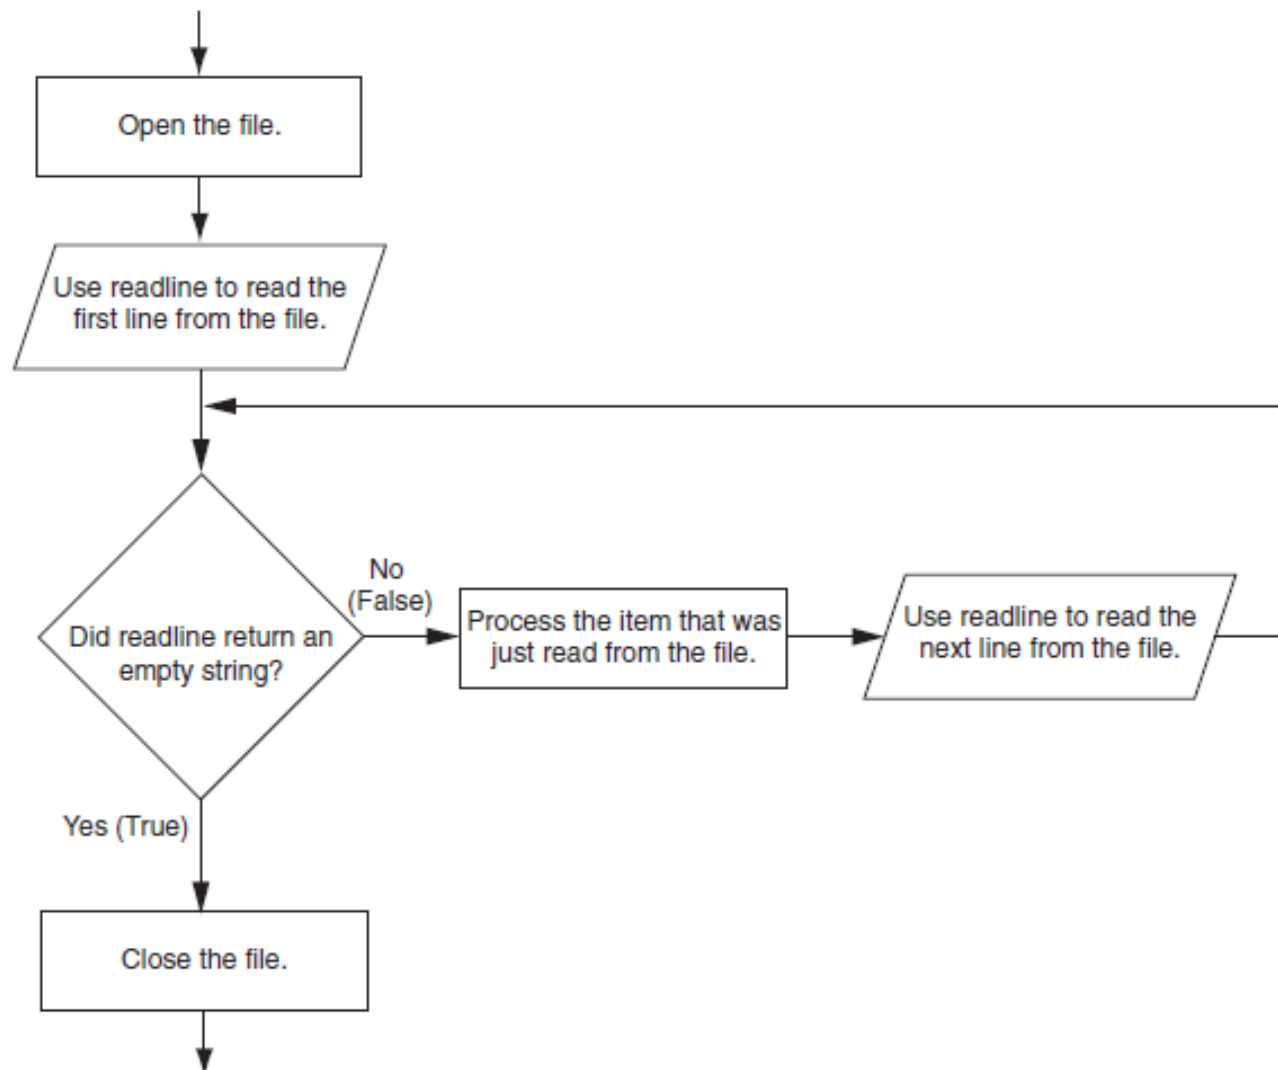 Open the file.
Use readline to read the
first line from the file.
No
(False)
Did readline return an
empty string?
Process the item that was
just read from the file.
Use readline to read the
next line from the file.
Yes (True)
Close the file.